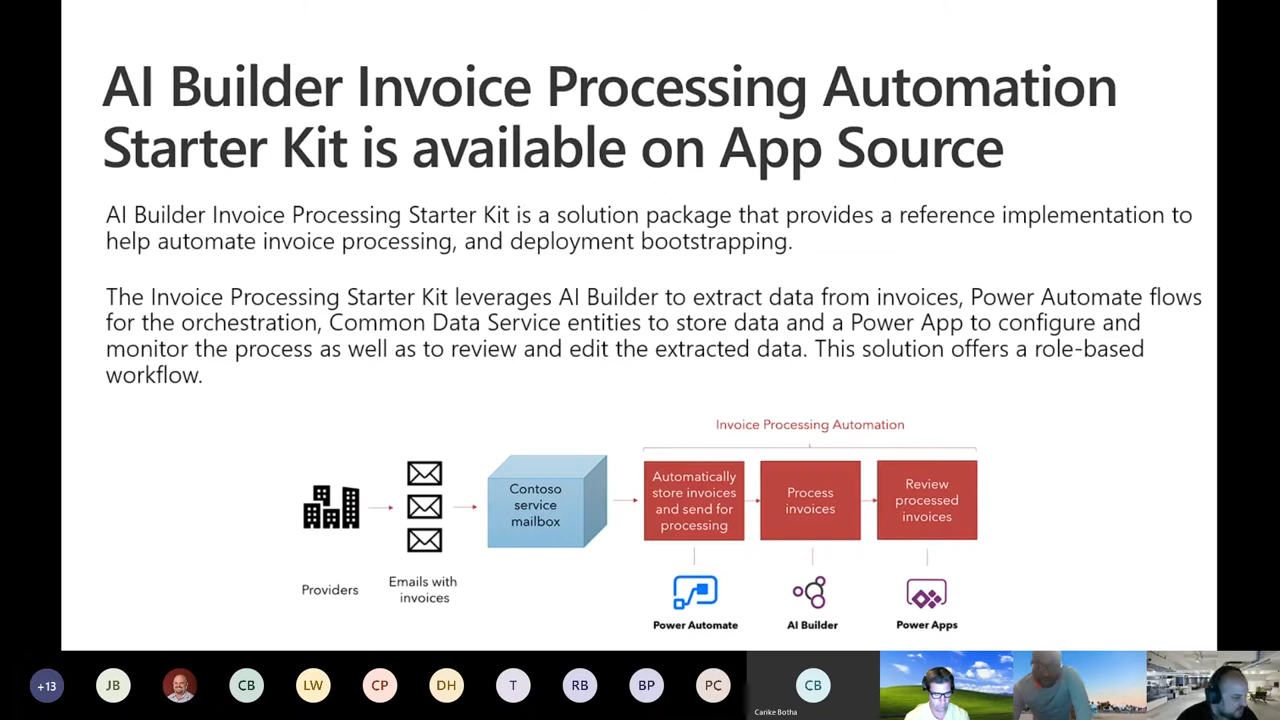 AI Builder Invoice Processing Automation
Starter Kit is available on App Source
AI Builder Invoice Processing Starter Kit is a solution package that provides a reference implementation to
help automate invoice processing, and deployment bootstrapping.
The Invoice Processing Starter Kit leverages AI Builder to extract data from invoices, Power Automate flows
for the orchestration, Common Data Service entities to store data and a Power App to configure and
monitor the process as well as to review and edit the extracted data. This solution offers a role-based
workflow.
Invoice Processing Automation
Providers
Emails with
invoices
Contoso
service
mailbox
Automatically
store invoices
and send for
processing
Process
invoices
Review
processed
invoices
Power Automate
AI Builder
Power Apps
+13
JB
CB
LW
CP
DH
T
RB
BP
PC
CB
Carike Botha